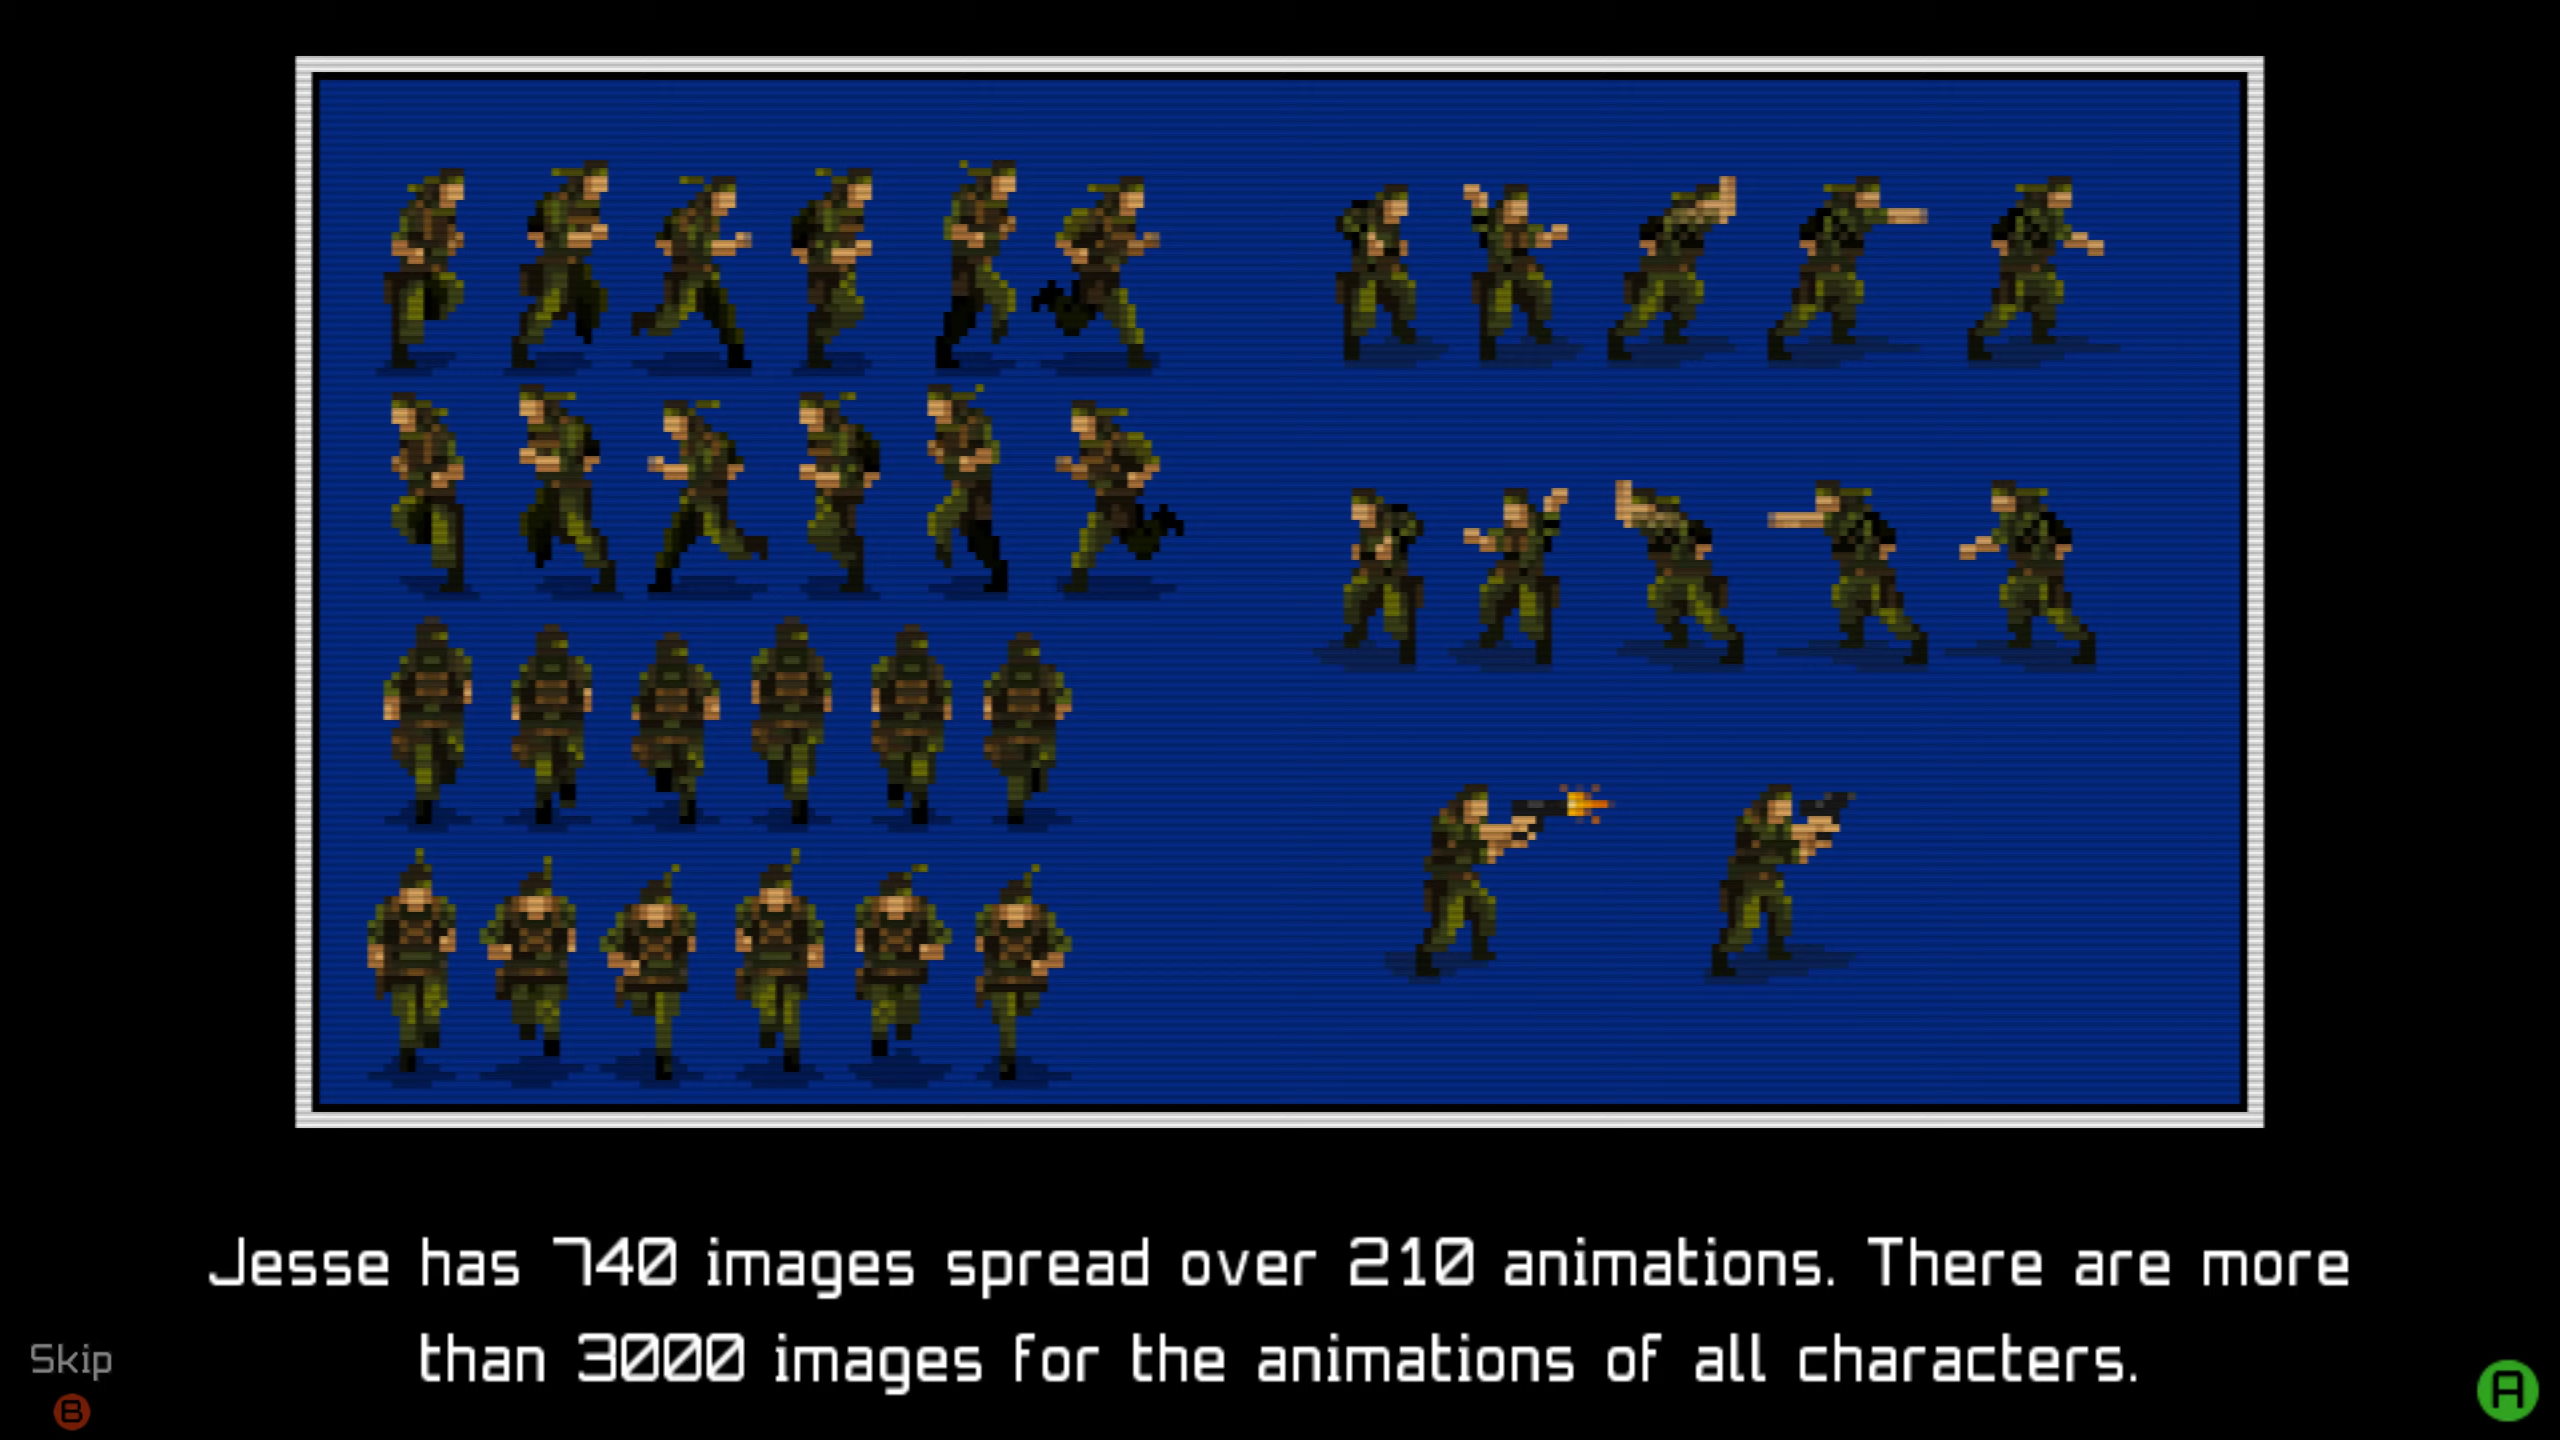 Jesse has 740 images spread over 210 animations. There are more
than 3000 images for the animations of all characters.
Skip
B
A